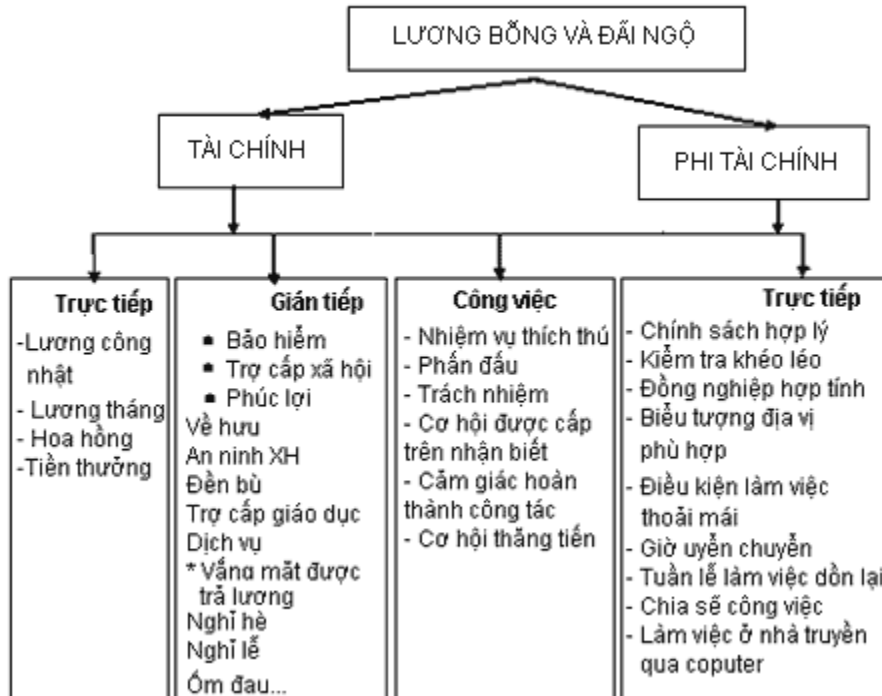 LƯƠNG BỖNG VÀ ĐÃI NGỘ
TÀI CHÍNH
PHI TÀI CHÍNH
Trực tiếp
-Lương công
nhật
- Lương tháng
- Hoa hồng
-Tiền thưởng
Gián tiếp
• Bảo hiểm
• Trợ cấp xã hội
• Phúc lợi
Về hưu
An ninh XH
Đền bù
Trợ cấp giáo dục
Dịch vụ
* Vắng mặt được
trả lương
Nghỉ hè
Nghỉ lễ
Ốm đau...
Công việc
- Nhiệm vụ thích thú
- Phấn đấu
- Trách nhiệm
- Cơ hội được cấp
trên nhận biết
- Cảm giác hoàn
thành công tác
- Cơ hội thăng tiến
Trực tiếp
- Chính sách hợp lý
- Kiểm tra khéo léo
- Đồng nghiệp hợp tính
- Biểu tượng địa vị
phù hợp
- Điều kiện làm việc
thoải mái
- Giờ uyển chuyển
- Tuần lễ làm việc dồn lại
- Chia sẽ công việc
- Làm việc ở nhà truyền
qua coputer